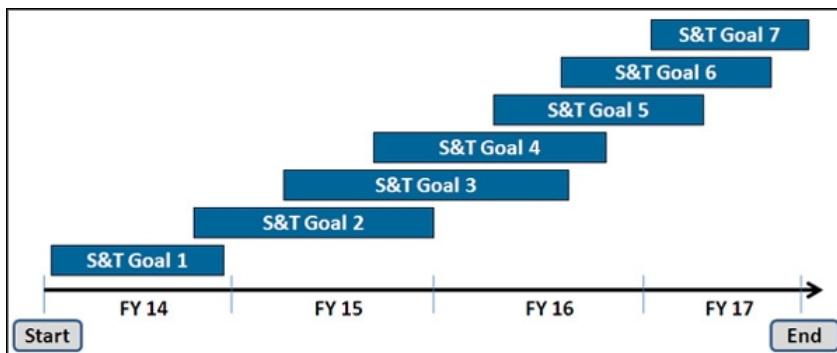 S&T Goal 7
S&T Goal 6
S&T Goal 5
S&T Goal 4
S&T Goal 3
S&T Goal 2
S&T Goal 1
FY 14
FY 15
FY 16
FY 17
Start
End